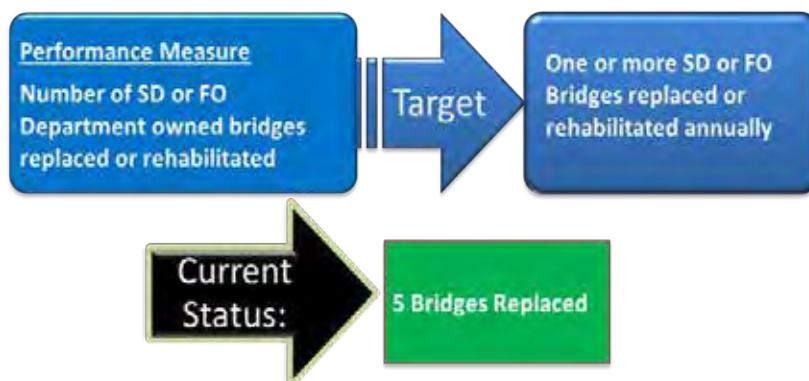 Performance Measure
Number of SD or FO
Department owned bridges
replaced or rehabilitated
Target
One or more SD or FO
Bridges replaced or
rehabilitated annually
Current
Status:
5 Bridges Replaced